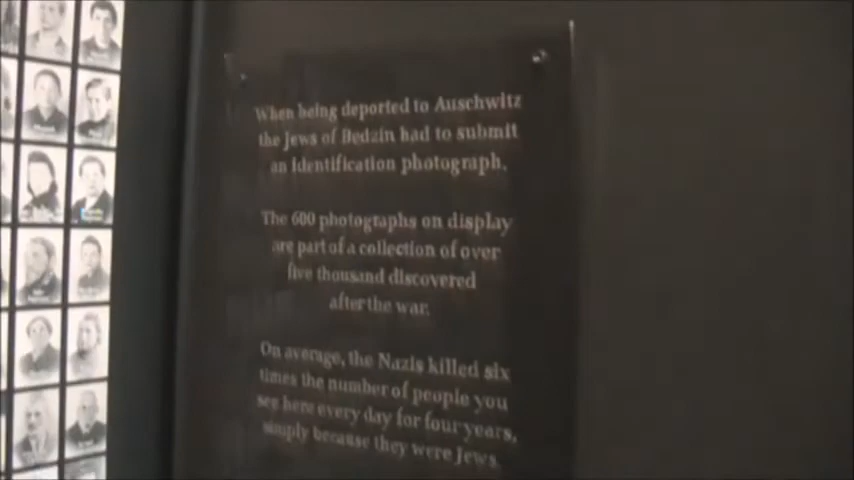 When being deported to Auschwitz
the Jews of Bedzin had to submit
an identification photograph.
The 600 photographs on display
are part of a collection of over
five thousand discovered
after the war.
On average, the Nazis killed six
times the number of people you
see here every day for four years,
simply because they were Jews.